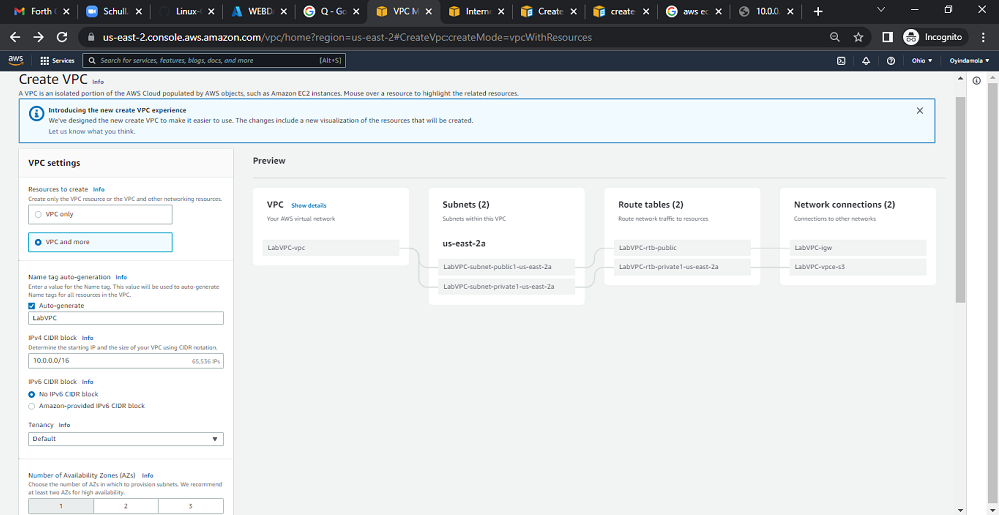 Forth
Schull.
Linux-
WEBD
Q - Go
VPC M
Intern
Create
create-
aws ec
10.0.0.
us-east-2.console.aws.amazon.com/vpc/home?region=us-east-2#CreateVpc:createMode=vpcWithResources
Incognito
aws
Services
Search for services, features, blogs, docs, and more
[Alt+S]
Ohio
Oyindamola
Create VPC Info
A VPC is an isolated portion of the AWS Cloud populated by AWS objects, such as Amazon EC2 instances. Mouse over a resource to highlight the related resources.
Introducing the new create VPC experience
We've designed the new create VPC to make it easier to use. The changes include a new visualization of the resources that will be created.
Let us know what you think.
VPC settings
Resources to create Info
Create only the VPC resource or the VPC and other networking resources.
VPC only
VPC and more
Name tag auto-generation Info
Enter a value for the Name tag. This value will be used to auto-generate
Name tags for all resources in the VPC.
Auto-generate
LabVPC
IPv4 CIDR block Info
Determine the starting IP and the size of your VPC using CIDR notation.
10.0.0.0/16
65,536 IPs
IPv6 CIDR block Info
No IPv6 CIDR block
Amazon-provided IPv6 CIDR block
Tenancy Info
Default
Number of Availability Zones (AZs) Info
Choose the number of AZs in which to provision subnets. We recommend
at least two AZs for high availability.
1
2
3
Preview
VPC Show details
Your AWS virtual network
LabVPC-vpc
Subnets (2)
Subnets within this VPC
us-east-2a
LabVPC-subnet-public1-us-east-2a
LabVPC-subnet-private1-us-east-2a
Route tables (2)
Route network traffic to resources
LabVPC-rtb-public
LabVPC-rtb-private1-us-east-2a
Network connections (2)
Connections to other networks
LabVPC-igw
LabVPC-vpce-s3